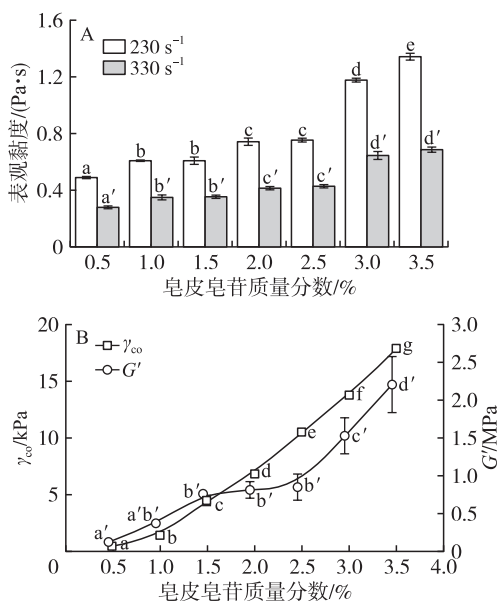 A
230 s⁻¹
330 s⁻¹
表观黏度/(Pa·s)
1.6
1.2
0.8
0.4
0
a a′ b b′ b b′ c c′ c c′ d d′ e d′
0.5 1.0 1.5 2.0 2.5 3.0 3.5
皂皮皂苷质量分数/%
B
γco
G′
γco/kPa
20
15
10
5
0
G′/MPa
3.0
2.5
2.0
1.5
1.0
0.5
0
a b c d e f g
a′ a′b′ b′ b′ b′ c′ d′
0.5 1.0 1.5 2.0 2.5 3.0 3.5 4.0
皂皮皂苷质量分数/%